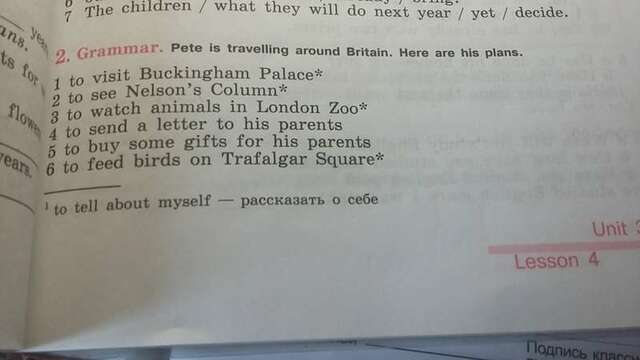 7 The children / what they will do next year / yet / decide.
2. Grammar. Pete is travelling around Britain. Here are his plans.
1 to visit Buckingham Palace*
2 to see Nelson's Column*
3 to watch animals in London Zoo*
4 to send a letter to his parents
5 to buy some gifts for his parents
6 to feed birds on Trafalgar Square*
¹ to tell about myself — рассказать о себе
Unit 3
Lesson 4
Подпись